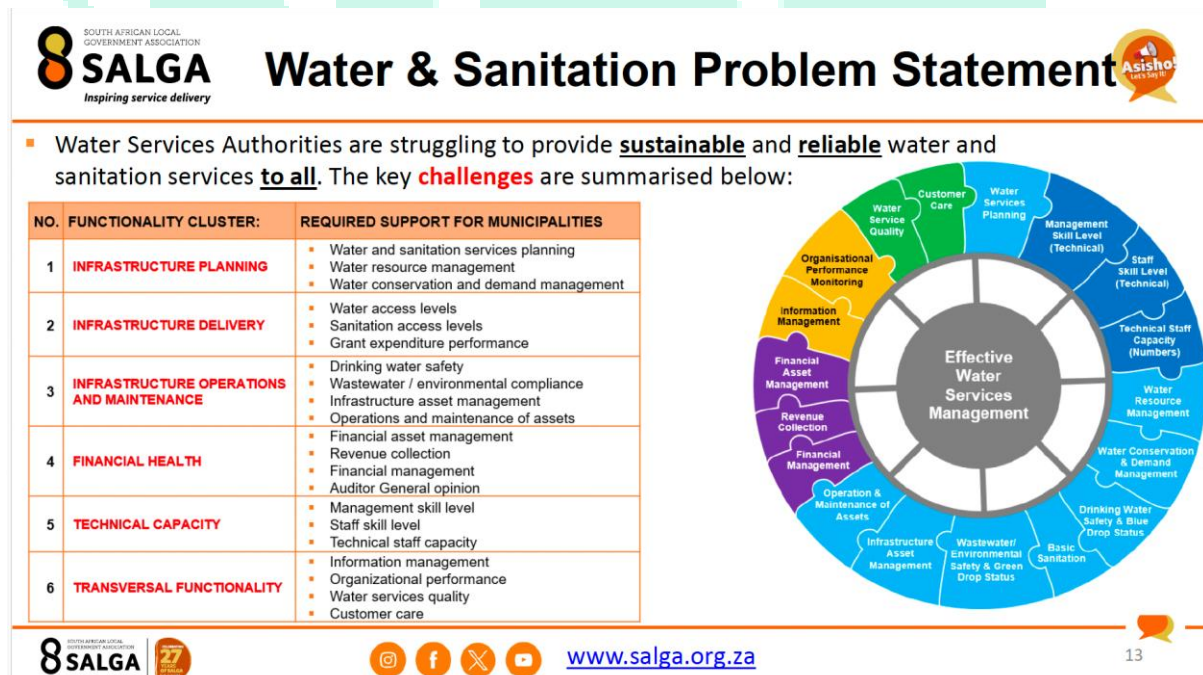 SOUTH AFRICAN LOCAL
GOVERNMENT ASSOCIATION
SALGA
Inspiring service delivery
Water & Sanitation Problem Statement
Asisho!
Let's Say It!
Water Services Authorities are struggling to provide sustainable and reliable water and
sanitation services to all. The key challenges are summarised below:
NO. FUNCTIONALITY CLUSTER: REQUIRED SUPPORT FOR MUNICIPALITIES
1 INFRASTRUCTURE PLANNING
Water and sanitation services planning
Water resource management
Water conservation and demand management
2 INFRASTRUCTURE DELIVERY
Water access levels
Sanitation access levels
Grant expenditure performance
3 INFRASTRUCTURE OPERATIONS
AND MAINTENANCE
Drinking water safety
Wastewater / environmental compliance
Infrastructure asset management
Operations and maintenance of assets
4 FINANCIAL HEALTH
Financial asset management
Revenue collection
Financial management
Auditor General opinion
5 TECHNICAL CAPACITY
Management skill level
Staff skill level
Technical staff capacity
6 TRANSVERSAL FUNCTIONALITY
Information management
Organizational performance
Water services quality
Customer care
Water
Services
Planning
Management
Skill Level
(Technical)
Staff
Skill Level
(Technical)
Technical Staff
Capacity
(Numbers)
Water
Resource
Management
Water Conservation
& Demand
Management
Drinking Water
Safety & Blue
Drop Status
Basic
Sanitation
Wastewater/
Environmental
Safety & Green
Drop Status
Infrastructure
Asset
Management
Operation &
Maintenance of
Assets
Financial
Management
Revenue
Collection
Financial
Asset
Management
Information
Management
Organisational
Performance
Monitoring
Water
Service
Quality
Customer
Care
Effective
Water
Services
Management
SOUTH AFRICAN LOCAL
GOVERNMENT ASSOCIATION
SALGA
27
YEARS
OF SALGA
www.salga.org.za
13